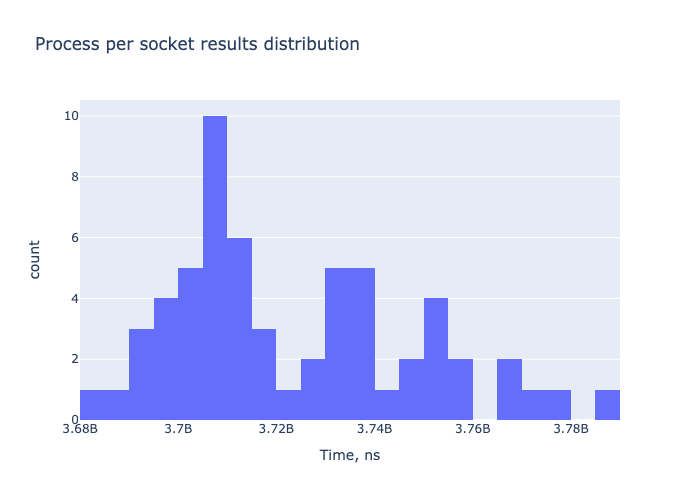 Process per socket results distribution
10
8
6
4
2
0
count
3.68B
3.7B
3.72B
3.74B
3.76B
3.78B
Time, ns